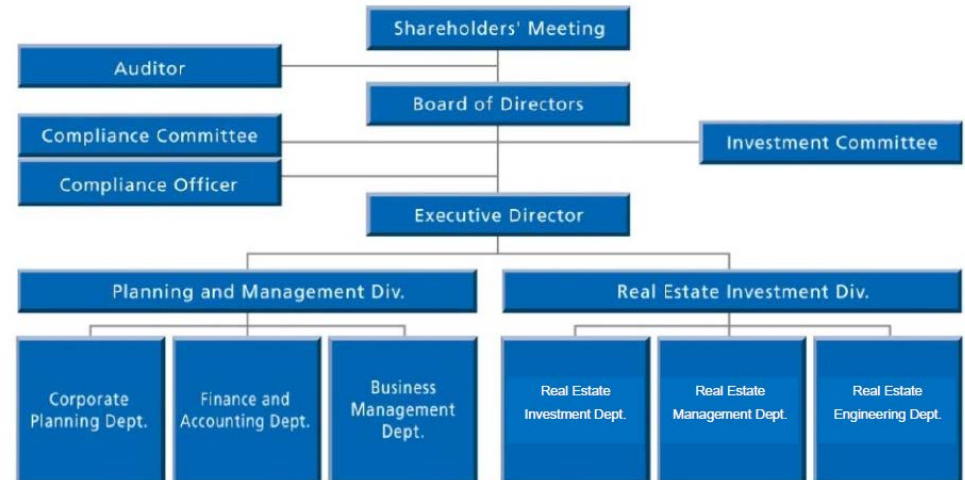 Shareholders' Meeting
Auditor
Board of Directors
Compliance Committee
Investment Committee
Compliance Officer
Executive Director
Planning and Management Div.
Real Estate Investment Div.
Corporate
Planning Dept.
Finance and
Accounting Dept.
Business
Management
Dept.
Real Estate
Investment Dept.
Real Estate
Management Dept.
Real Estate
Engineering Dept.